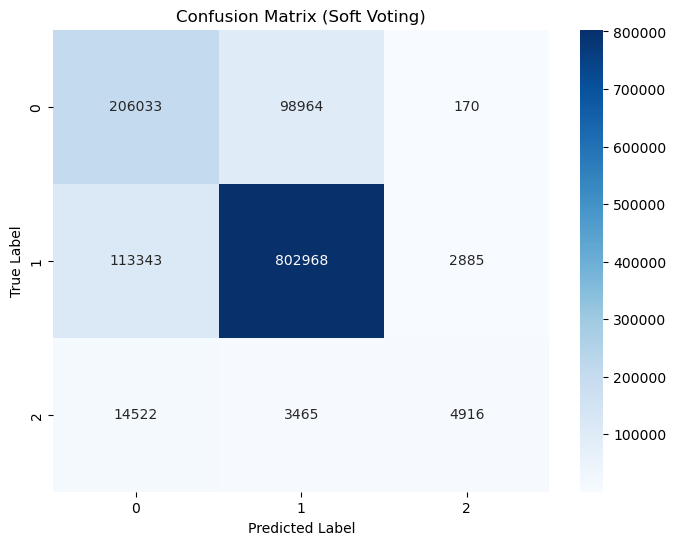 Confusion Matrix (Soft Voting)
True Label
0
206033 98964 170
1
113343 802968 2885
2
14522 3465 4916
0 1 2
Predicted Label
800000
700000
600000
500000
400000
300000
200000
100000